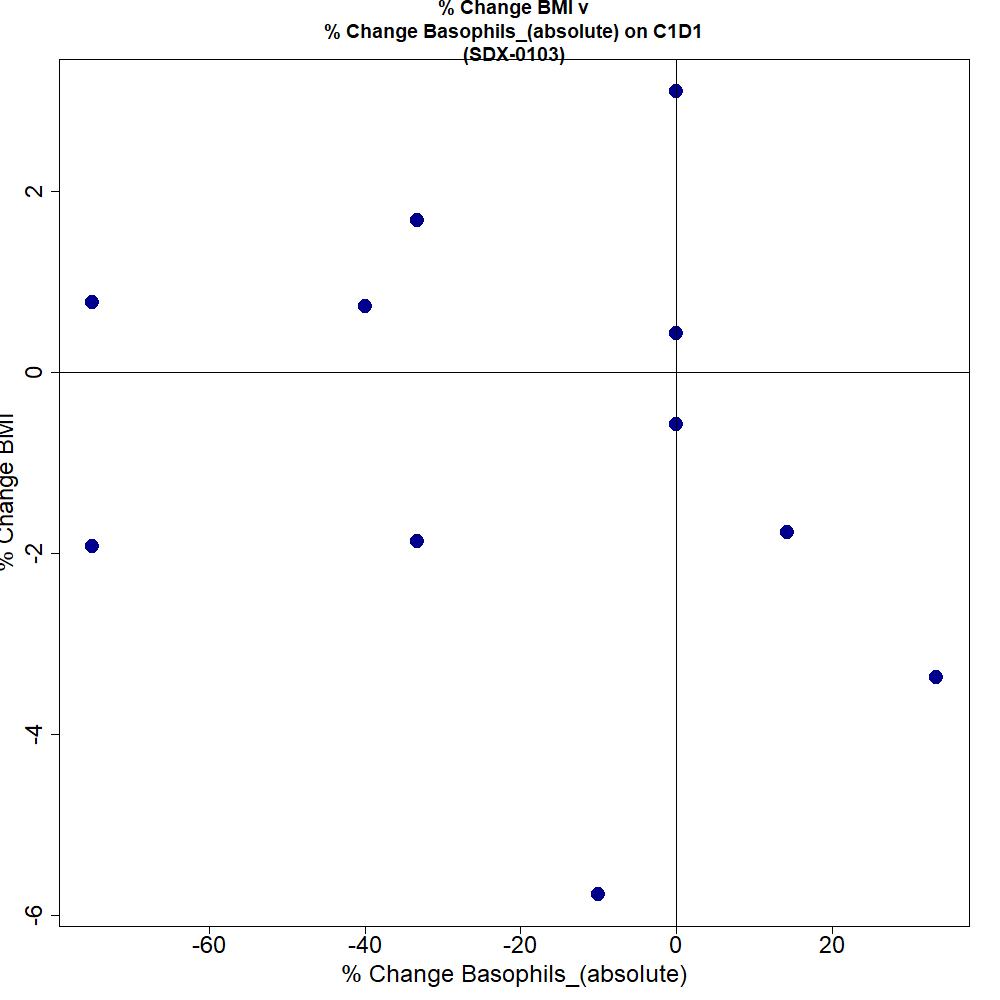 % Change BMI v
% Change Basophils_(absolute) on C1D1
(SDX-0103)
% Change BMI
2
0
-2
-4
-6
-60
-40
-20
0
20
% Change Basophils_(absolute)